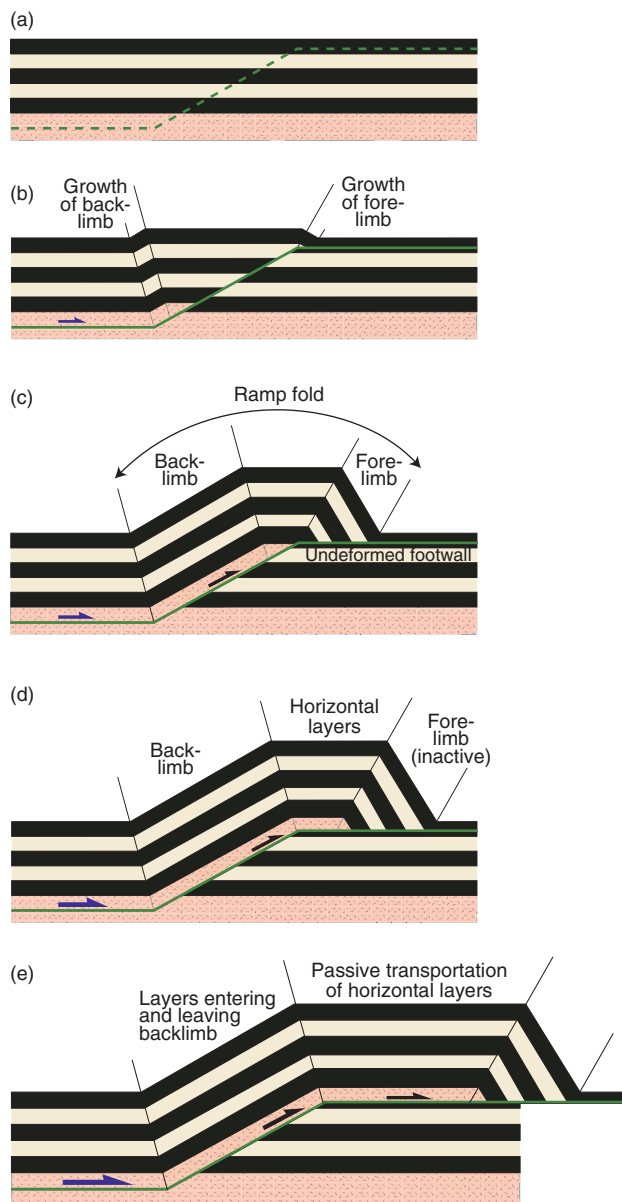 (a)
(b)
Growth
of back-
limb
Growth
of fore-
limb
(c)
Ramp fold
Back-
limb
Fore-
limb
Undeformed footwall
(d)
Back-
limb
Horizontal
layers
Fore-
limb
(inactive)
(e)
Layers entering
and leaving
backlimb
Passive transportation
of horizontal layers